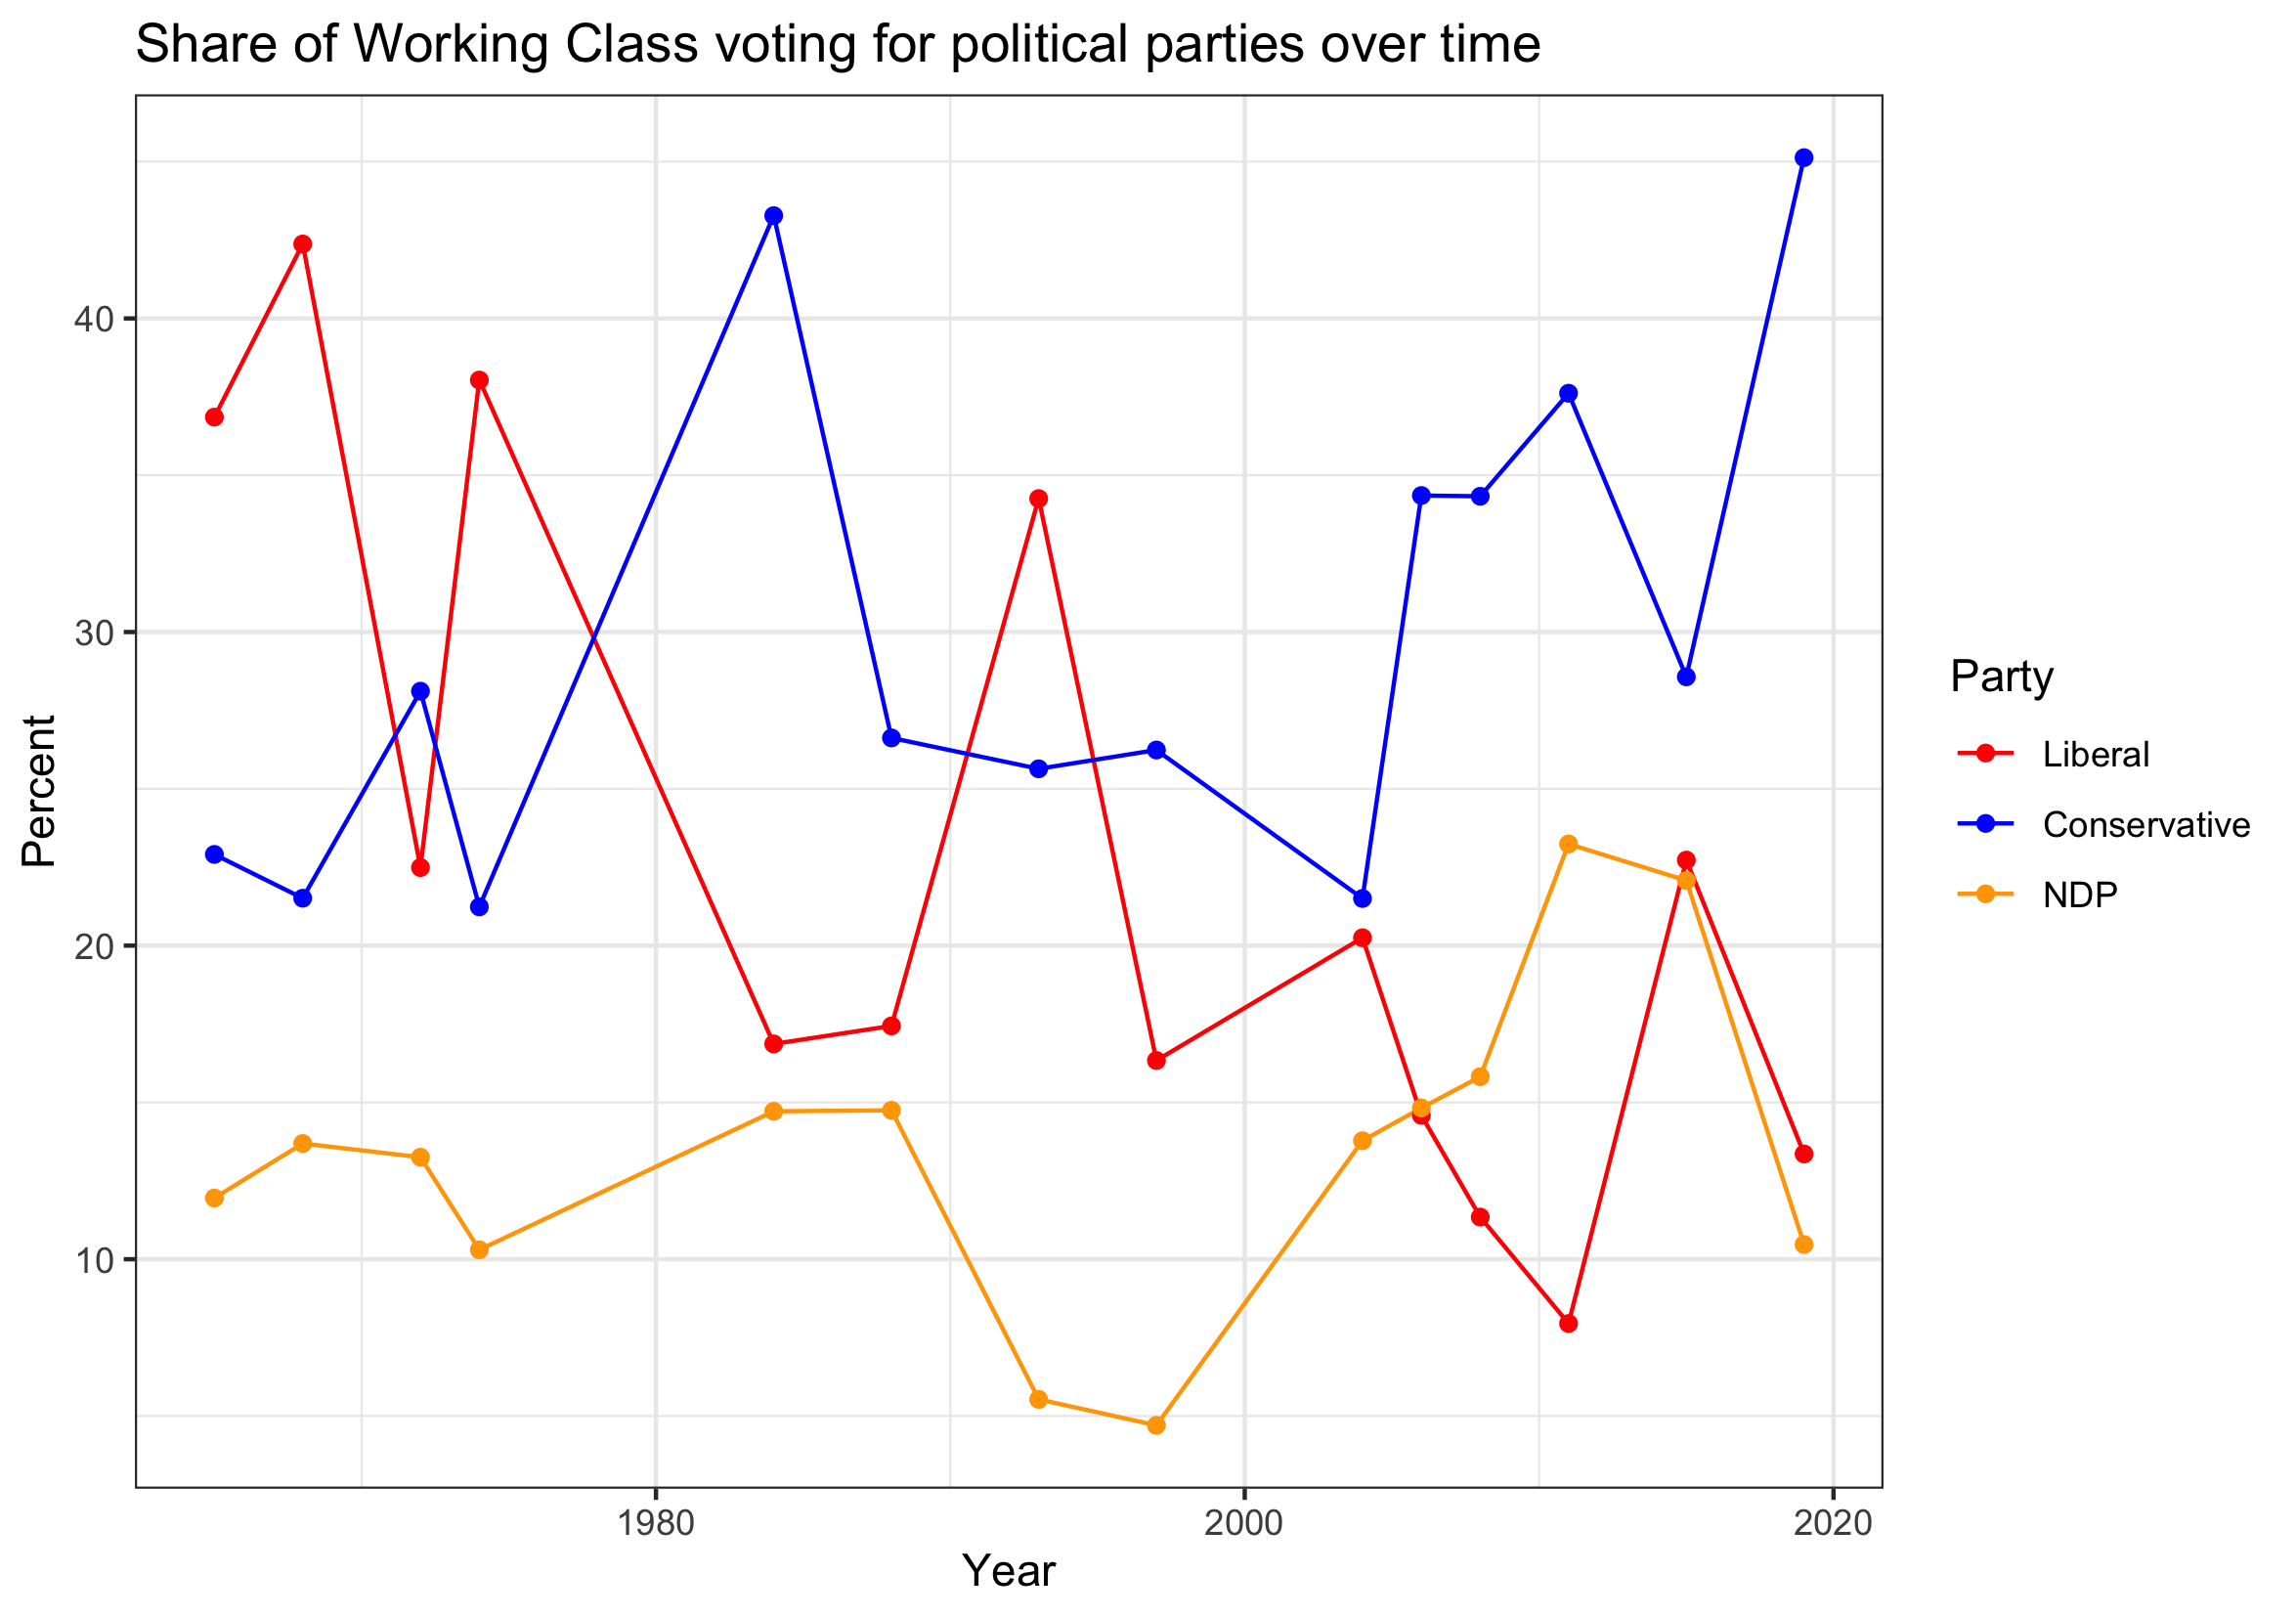 Share of Working Class voting for political parties over time
Percent
40
30
20
10
1980
2000
2020
Year
Party
Liberal
Conservative
NDP